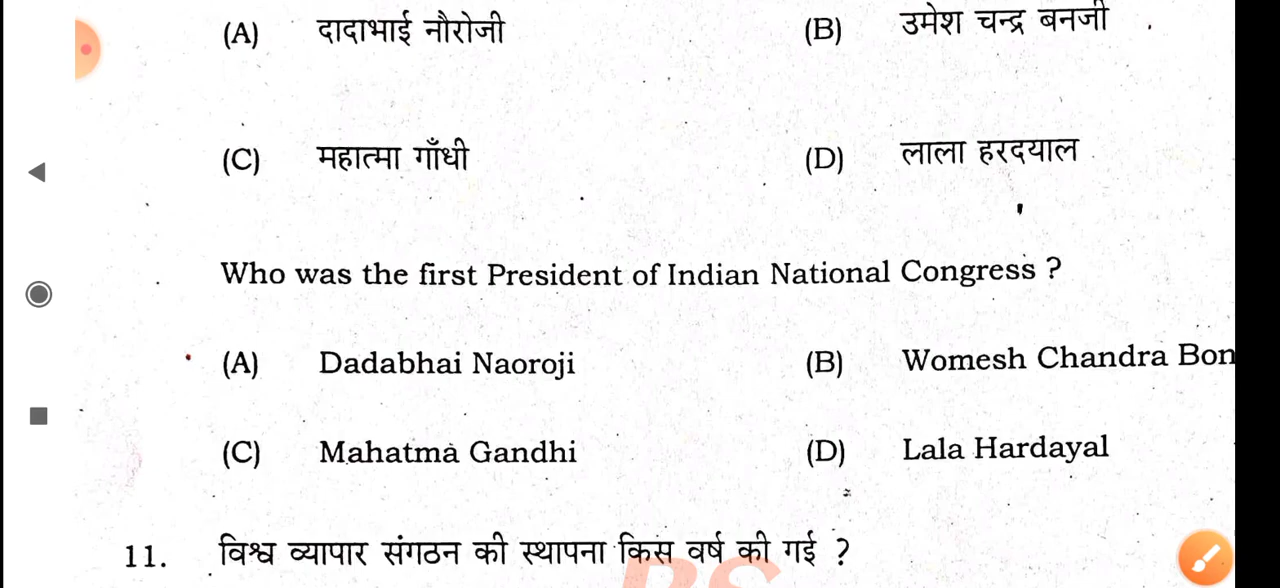 (A) दादाभाई नौरोजी (B) उमेश चन्द्र बनर्जी
(C) महात्मा गाँधी (D) लाला हरदयाल
Who was the first President of Indian National Congress ?
(A) Dadabhai Naoroji (B) Womesh Chandra Bon
(C) Mahatma Gandhi (D) Lala Hardayal
11. विश्व व्यापार संगठन की स्थापना किस वर्ष की गई ?